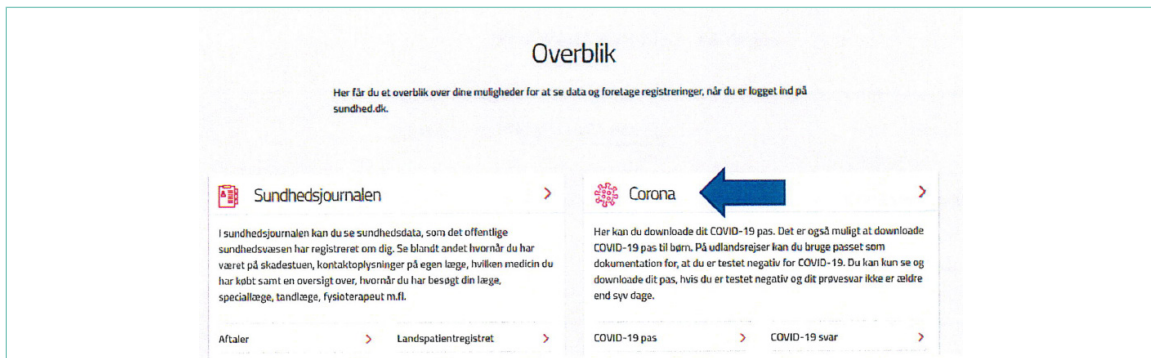 Overblik
Her får du et overblik over dine muligheder for at se data og foretage registreringer, når du er logget ind på
sundhed.dk.
Sundhedsjournalen
I sundhedsjournalen kan du se sundhedsdata, som det offentlige
sundhedsvæsen har registreret om dig. Se blandt andet hvornår du har
været på skadestuen, kontaktoplysninger på egen læge, hvilken medicin du
har købt samt en oversigt over, hvornår du har besøgt din læge,
speciallæge, tandlæge, fysioterapeut m.fl.
Aftaler
Landspatientregistret
Corona
Her kan du downloade dit COVID-19 pas. Det er også muligt at downloade
COVID-19 pas til børn. På udlandsrejser kan du bruge passet som
dokumentation for, at du er testet negativ for COVID-19. Du kan kun se og
downloade dit pas, hvis du er testet negativ og dit prøvesvar ikke er ældre
end syv dage.
COVID-19 pas
COVID-19 svar